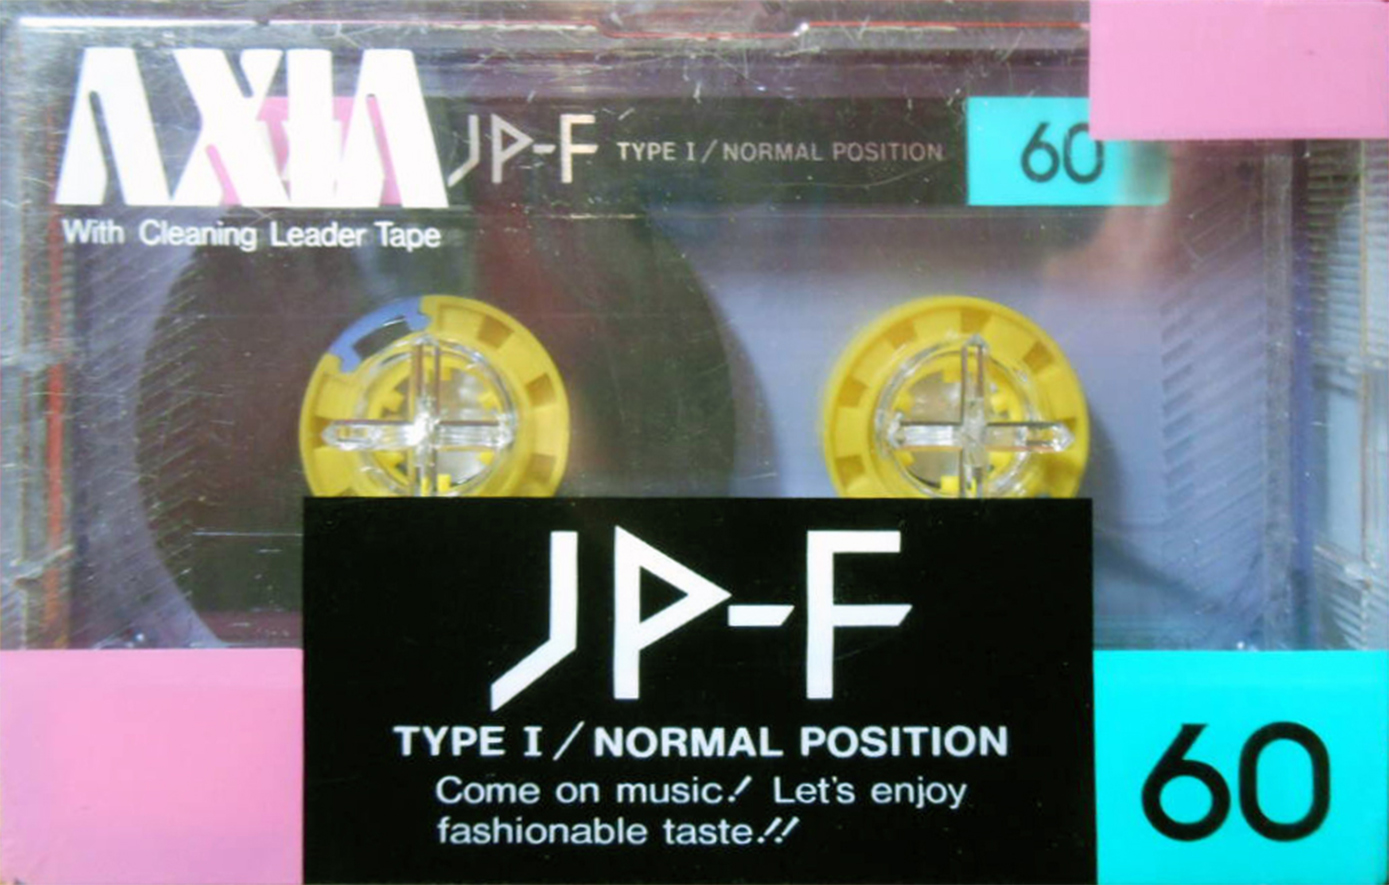 AXIA
With Cleaning Leader Tape
JP-F TYPE I/NORMAL POSITION 60
JP-F
TYPE I/NORMAL POSITION
Come on music! Let's enjoy
fashionable taste!!
60